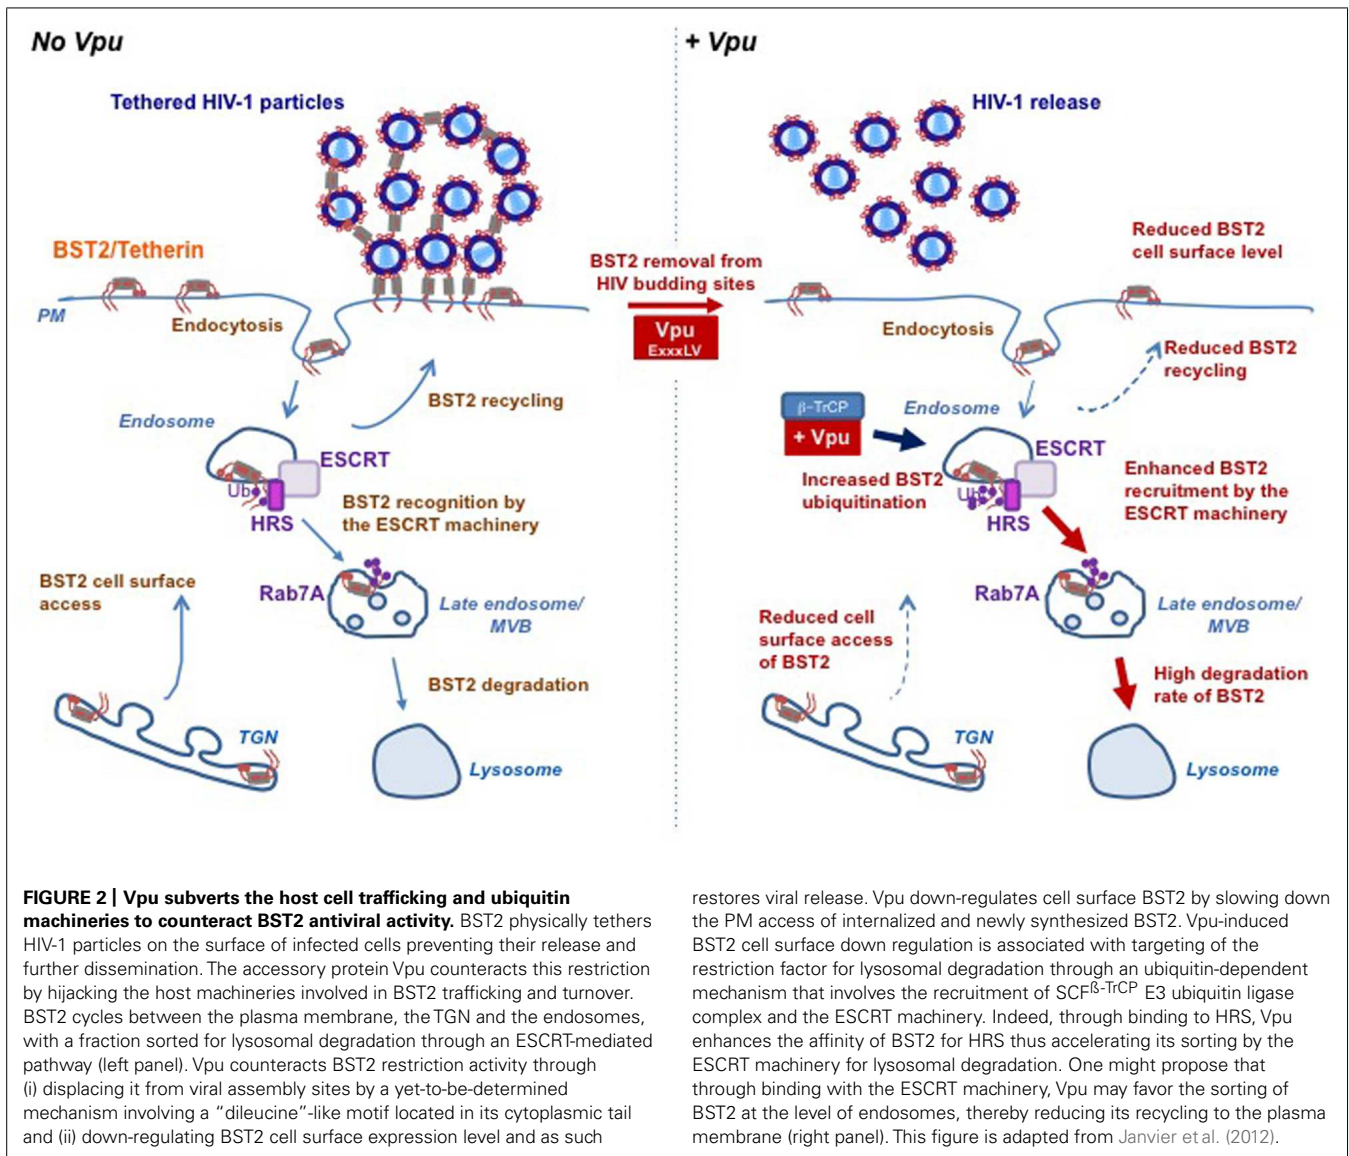 No Vpu
+ Vpu
Tethered HIV-1 particles
HIV-1 release
BST2/Tetherin
PM
Endocytosis
BST2 removal from
HIV budding sites
Vpu
ExxxLV
Reduced BST2
cell surface level
Endocytosis
Reduced BST2
recycling
BST2 recycling
Endosome
ESCRT
Ub
HRS
BST2 recognition by
the ESCRT machinery
Rab7A
Late endosome/
MVB
BST2 cell surface
access
BST2 degradation
TGN
Lysosome
β-TrCP
+ Vpu
Endosome
ESCRT
Increased BST2
ubiquitination
Ub
HRS
Enhanced BST2
recruitment by the
ESCRT machinery
Rab7A
Late endosome/
MVB
Reduced cell
surface access
of BST2
High degradation
rate of BST2
TGN
Lysosome
FIGURE 2 | Vpu subverts the host cell trafficking and ubiquitin
machineries to counteract BST2 antiviral activity. BST2 physically tethers
HIV-1 particles on the surface of infected cells preventing their release and
further dissemination. The accessory protein Vpu counteracts this restriction
by hijacking the host machineries involved in BST2 trafficking and turnover.
BST2 cycles between the plasma membrane, the TGN and the endosomes,
with a fraction sorted for lysosomal degradation through an ESCRT-mediated
pathway (left panel). Vpu counteracts BST2 restriction activity through
(i) displacing it from viral assembly sites by a yet-to-be-determined
mechanism involving a “dileucine”-like motif located in its cytoplasmic tail
and (ii) down-regulating BST2 cell surface expression level and as such
restores viral release. Vpu down-regulates cell surface BST2 by slowing down
the PM access of internalized and newly synthesized BST2. Vpu-induced
BST2 cell surface down regulation is associated with targeting of the
restriction factor for lysosomal degradation through an ubiquitin-dependent
mechanism that involves the recruitment of SCFß-TrCP E3 ubiquitin ligase
complex and the ESCRT machinery. Indeed, through binding to HRS, Vpu
enhances the affinity of BST2 for HRS thus accelerating its sorting by the
ESCRT machinery for lysosomal degradation. One might propose that
through binding with the ESCRT machinery, Vpu may favor the sorting of
BST2 at the level of endosomes, thereby reducing its recycling to the plasma
membrane (right panel). This figure is adapted from Janvier et al. (2012).